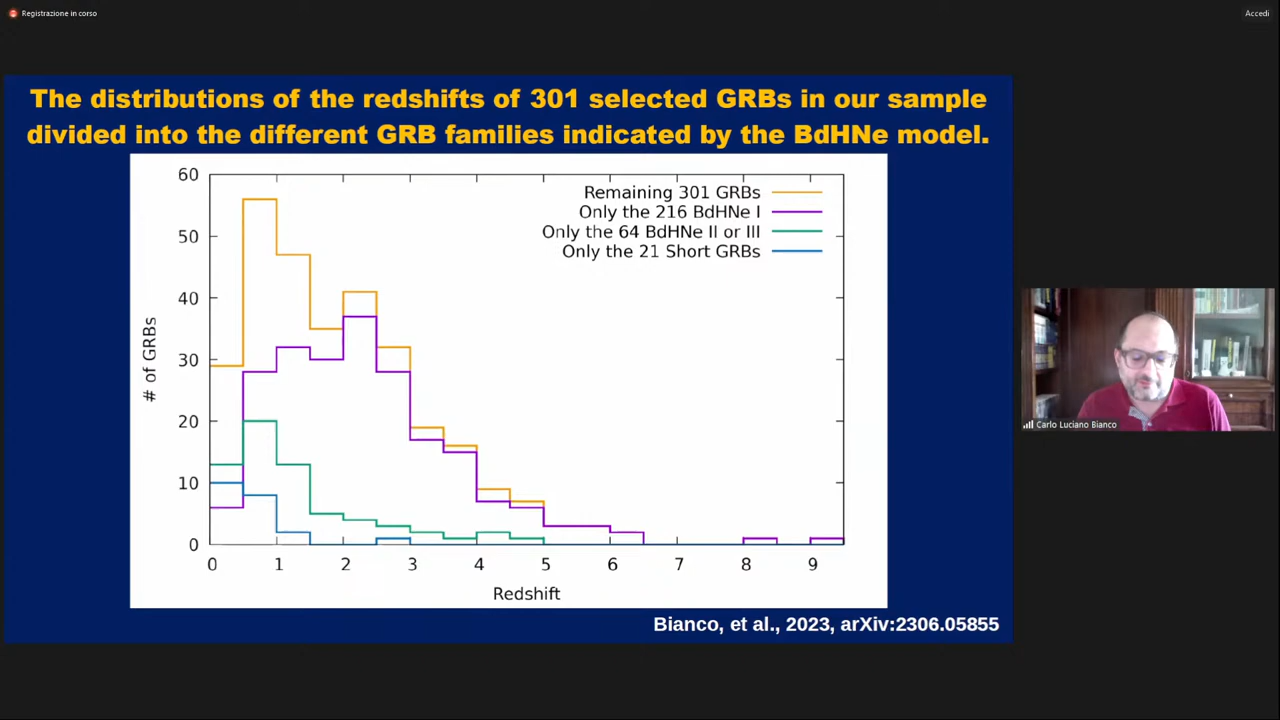 Registrazione in corso
Accedi
The distributions of the redshifts of 301 selected GRBs in our sample
divided into the different GRB families indicated by the BdHNe model.
60
50
40
30
20
10
0
# of GRBs
Remaining 301 GRBs
Only the 216 BdHNe I
Only the 64 BdHNe II or III
Only the 21 Short GRBs
0 1 2 3 4 5 6 7 8 9
Redshift
Bianco, et al., 2023, arXiv:2306.05855
Carlo Luciano Bianco